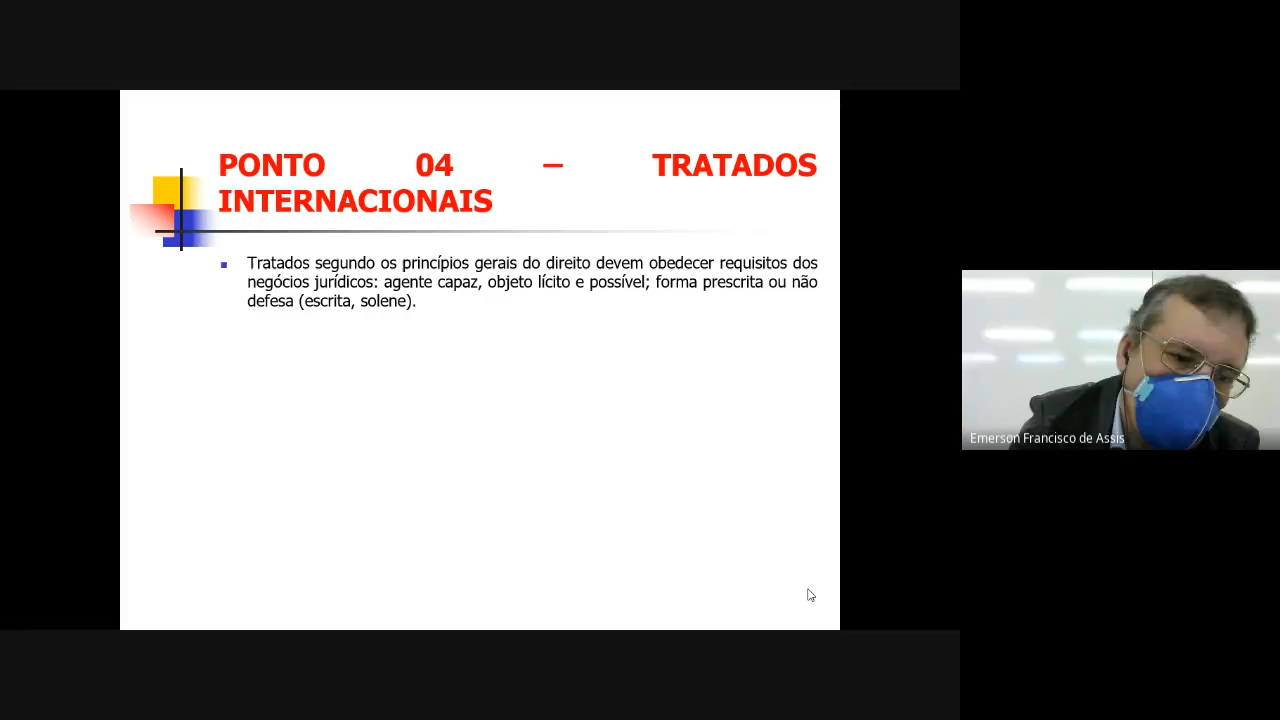 PONTO 04 – TRATADOS
INTERNACIONAIS
Tratados segundo os princípios gerais do direito devem obedecer requisitos dos
negócios jurídicos: agente capaz, objeto lícito e possível; forma prescrita ou não
defesa (escrita, solene).
Emerson Francisco de Assis